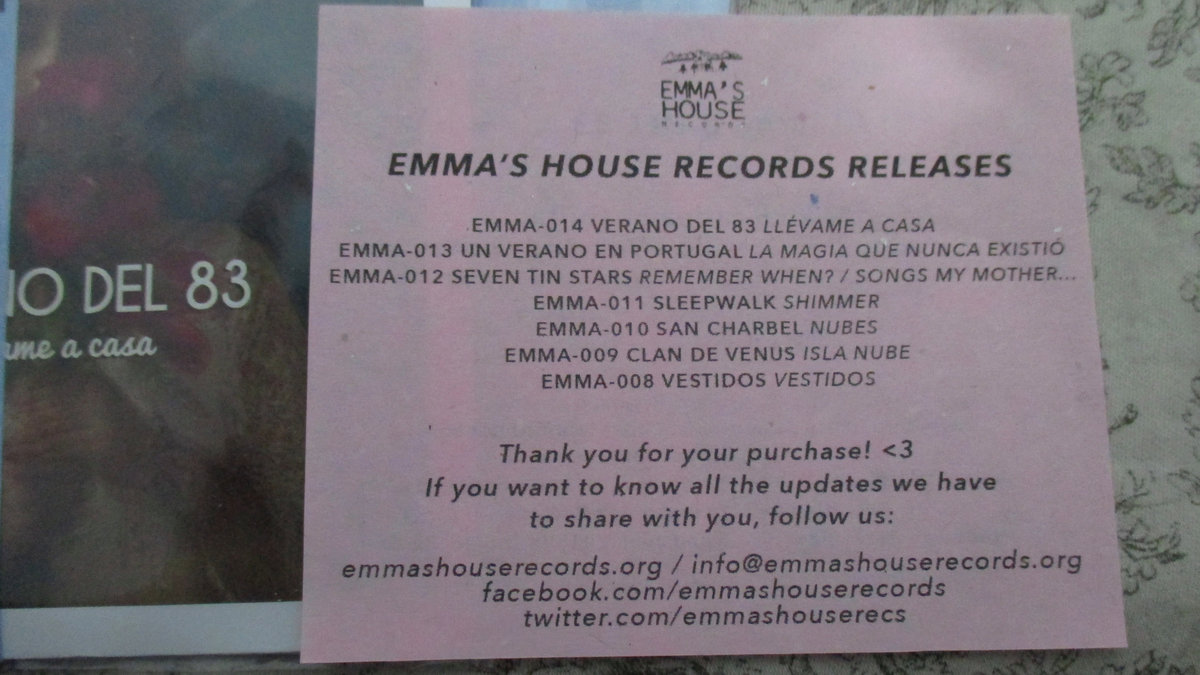 EMMA'S
HOUSE
RECORDS
EMMA'S HOUSE RECORDS RELEASES
EMMA-014 VERANO DEL 83 LLÉVAME A CASA
EMMA-013 UN VERANO EN PORTUGAL LA MAGIA QUE NUNCA EXISTIÓ
EMMA-012 SEVEN TIN STARS REMEMBER WHEN? / SONGS MY MOTHER...
EMMA-011 SLEEPWALK SHIMMER
EMMA-010 SAN CHARBEL NUBES
EMMA-009 CLAN DE VENUS ISLA NUBE
EMMA-008 VESTIDOS VESTIDOS
Thank you for your purchase! <3
If you want to know all the updates we have
to share with you, follow us:
emmashouserecords.org / info@emmashouserecords.org
facebook.com/emmashouserecords
twitter.com/emmashouserecs
NO DEL 83
ame a casa